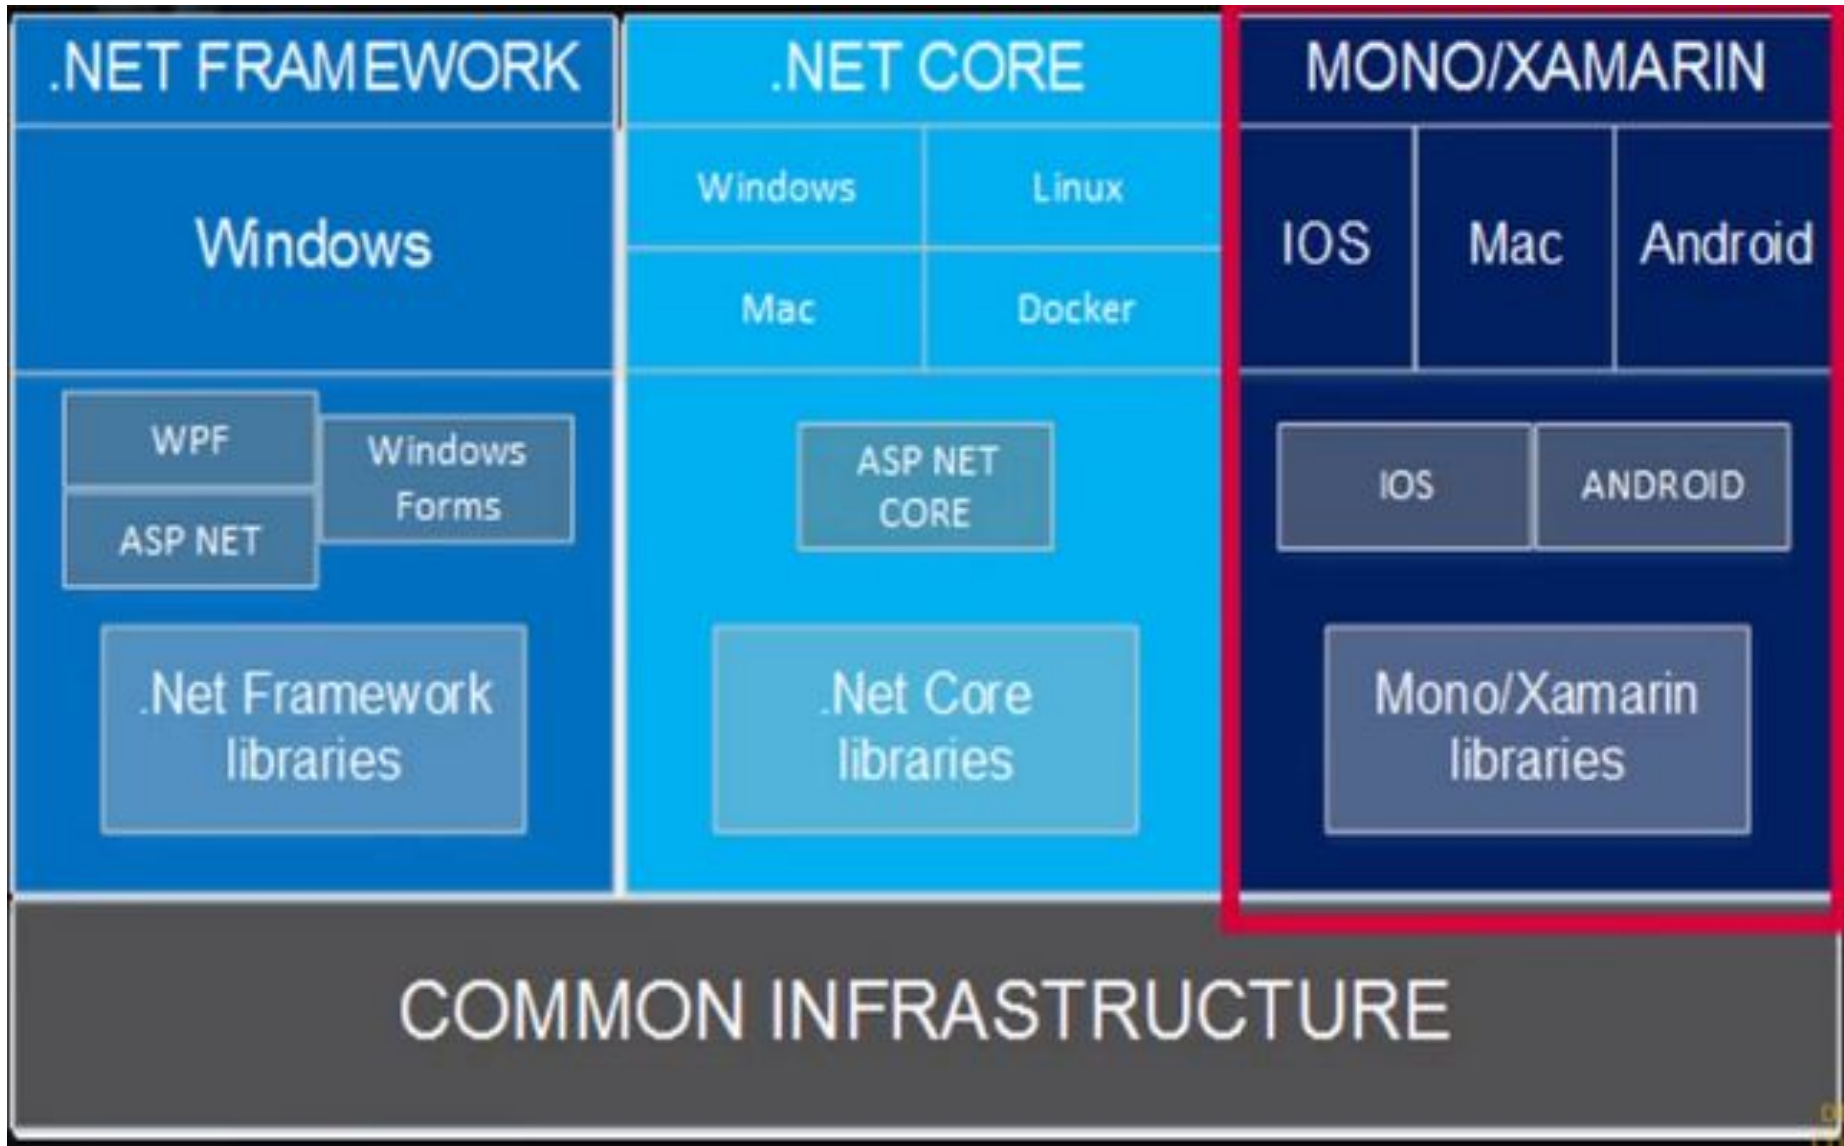 .NET FRAMEWORK
.NET CORE
MONO/XAMARIN
Windows
Windows
Linux
Mac
Docker
IOS
Mac
Android
WPF
ASP NET
Windows
Forms
ASP NET
CORE
IOS
ANDROID
.Net Framework
libraries
.Net Core
libraries
Mono/Xamarin
libraries
COMMON INFRASTRUCTURE